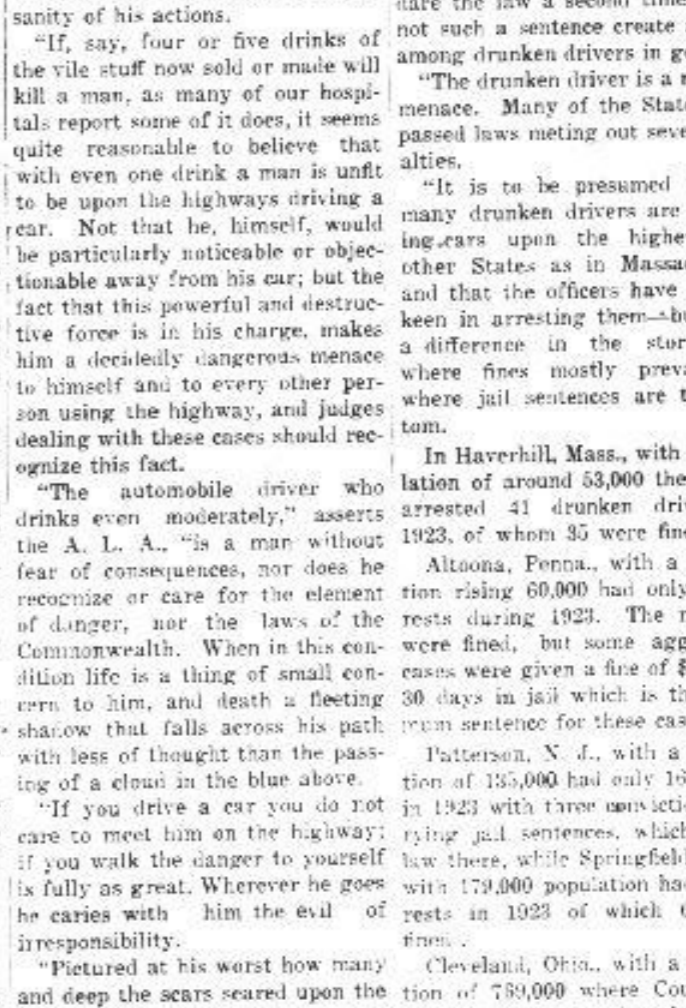 sanity of his actions.
"If, say, four or five drinks of
the vile stuff now sold or made will
kill a man, as many of our hospi-
tals report some of it does, it seems
quite reasonable to believe that
with even one drink a man is unfit
to be upon the highways driving a
car. Not that he, himself, would
be particularly noticeable or objec-
tionable away from his car; but the
fact that this powerful and destruc-
tive force is in his charge, makes
him a decidedly dangerous menace
to himself and to every other per-
son using the highway, and judges
dealing with these cases should rec-
ognize this fact.
"The automobile driver who
drinks even moderately," asserts
the A. L. A., "is a man without
fear of consequences, nor does he
recognize or care for the element
of danger, nor the laws of the
Commonwealth. When in this con-
dition life is a thing of small con-
cern to him, and death a fleeting
shadow that falls across his path
with less of thought than the pass-
ing of a cloud in the blue above.
"If you drive a car you do not
care to meet him on the highway;
if you walk the danger to yourself
is fully as great. Wherever he goes
he caries with him the evil of
irresponsibility.
"Pictured at his worst how many
and deep the scars seared upon the
dare the law a second time
not such a sentence create
among drunken drivers in
"The drunken driver is a
menace. Many of the State
passed laws meting out seve
alties.
"It is to be presumed
many drunken drivers are
ing cars upon the highe
other States as in Massa
and that the officers have
keen in arresting them—bu
a difference in the stor
where fines mostly preva
where jail sentences are t
tom.
In Haverhill, Mass., with
lation of around 53,000 the
arrested 41 drunken dri
1923, of whom 35 were fine
Altoona, Penna., with a
tion rising 60,000 had only
rests during 1923. The
were fined, but some agg
cases were given a fine of $
30 days in jail which is th
mum sentence for these cas
Patterson, N. J., with a
tion of 135,000 had only 16
in 1923 with three convicti
rying jail sentences, which
law there, while Springfield
with 179,000 population ha
rests in 1923 of which
fined.
Cleveland, Ohio., with a
tion of 769,000 where Cou